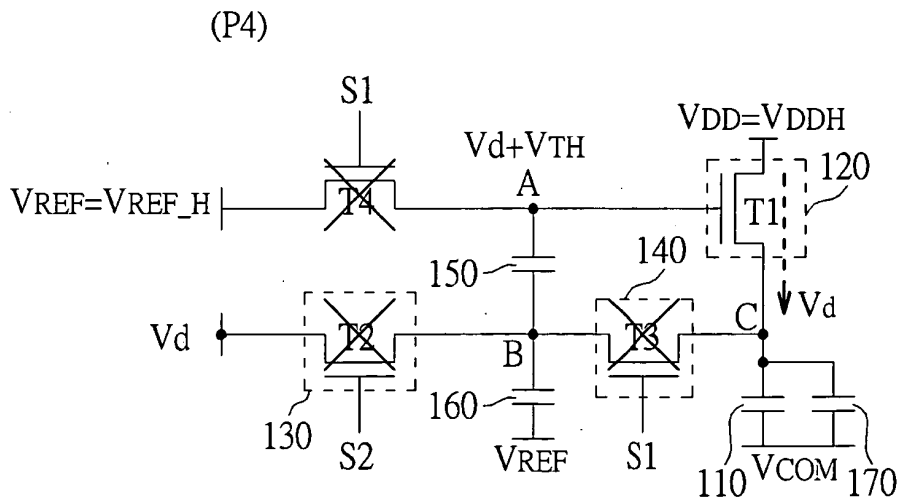 (P4)
S1
Vd+VTH
VDD=VDDH
A
120
VREF=VREF_H
T4
T1
150
140
Vd
Vd
T2
B
T3
C
160
130
S2
VREF
S1
110
VCOM
170